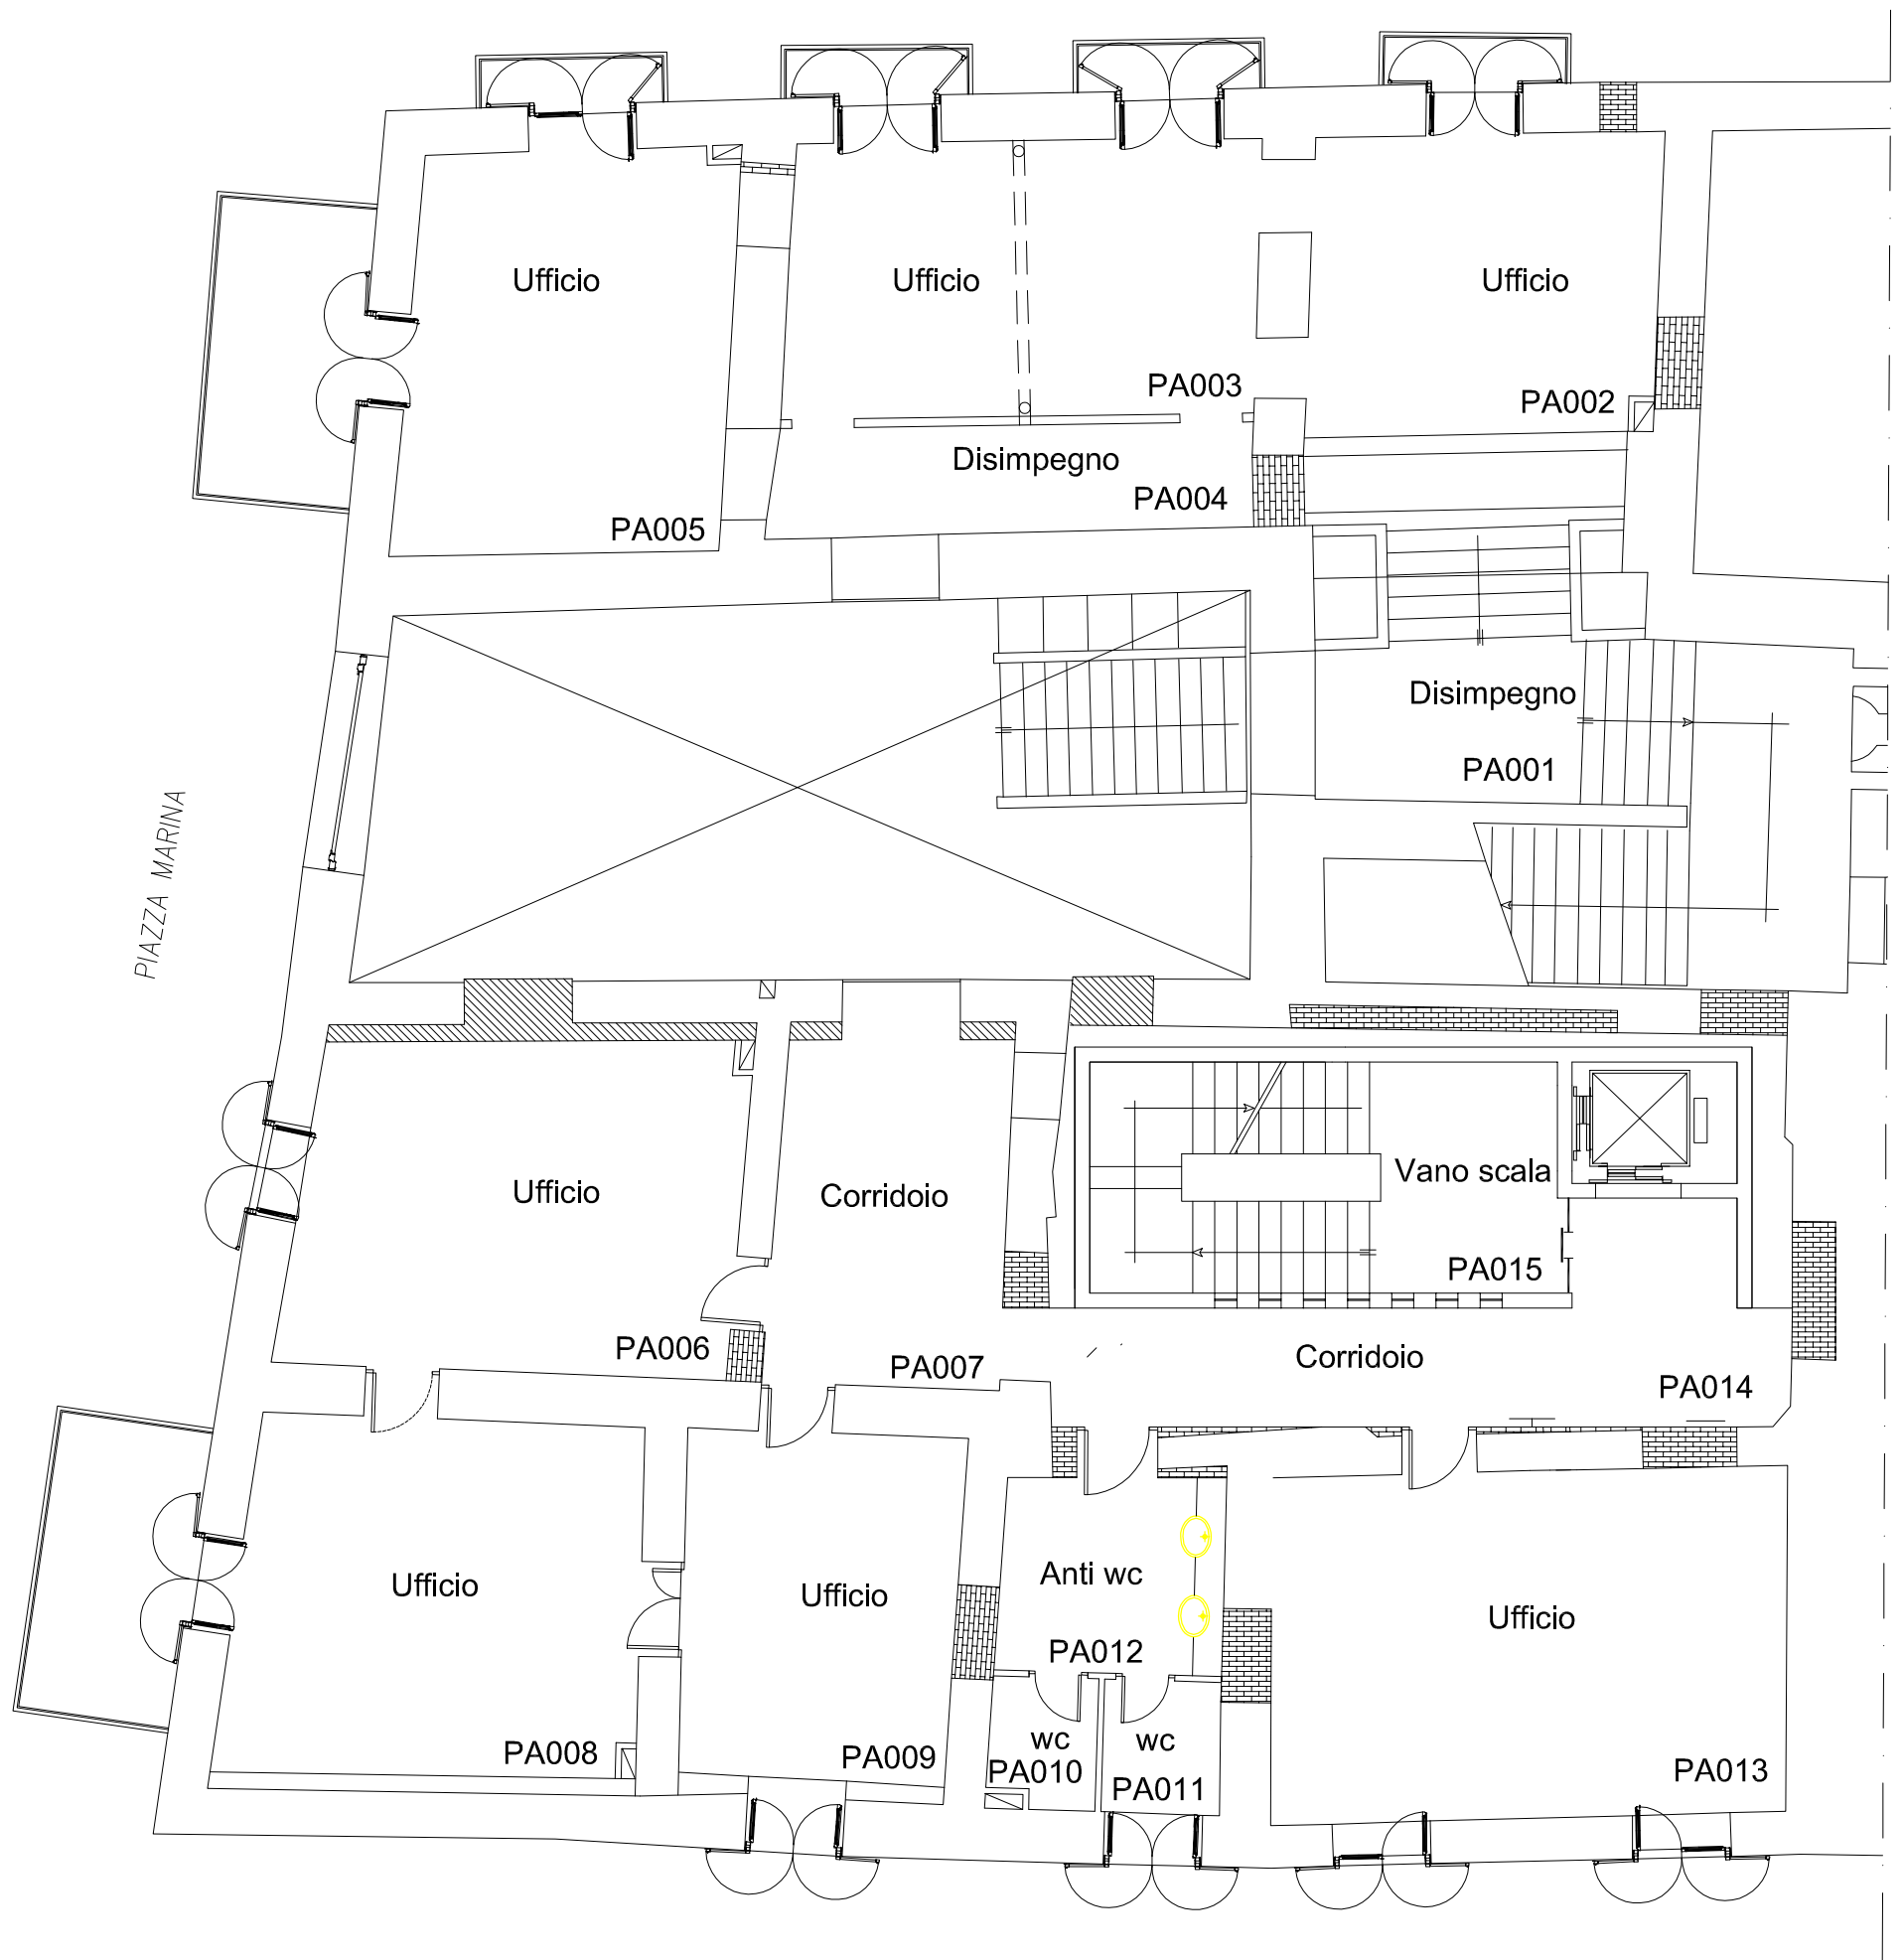 Ufficio
Ufficio
Ufficio
PA003
PA002
Disimpegno
PA004
PA005
Disimpegno
PA001
PIAZZA MARINA
Vano scala
Ufficio
Corridoio
PA015
PA006
PA007
Corridoio
PA014
Anti wc
Ufficio
Ufficio
Ufficio
PA012
wc
wc
PA008
PA009
PA010
PA013
PA011